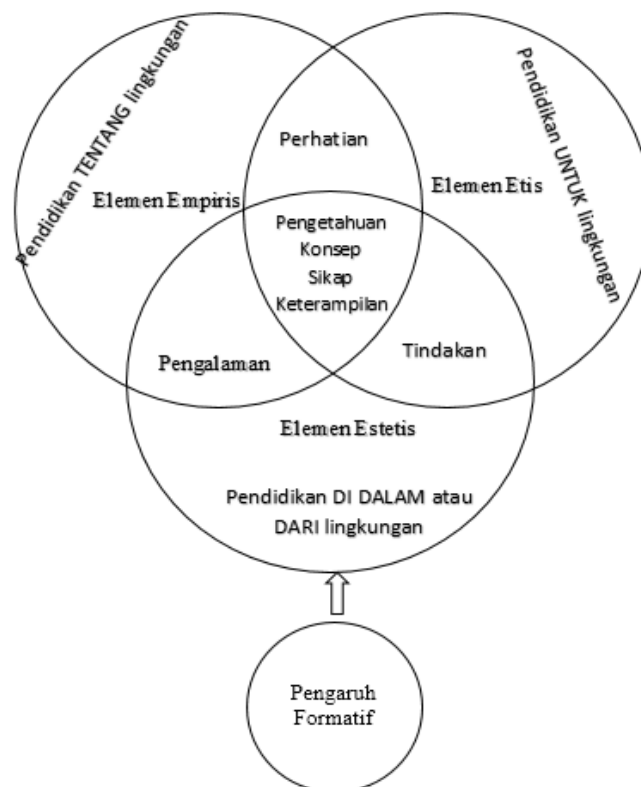 Pendidikan TENTANG lingkungan
Pendidikan UNTUK lingkungan
Perhatian
Elemen Empiris
Elemen Etis
Pengetahuan
Konsep
Sikap
Keterampilan
Pengalaman
Tindakan
Elemen Estetis
Pendidikan DI DALAM atau
DARI lingkungan
Pengaruh
Formatif